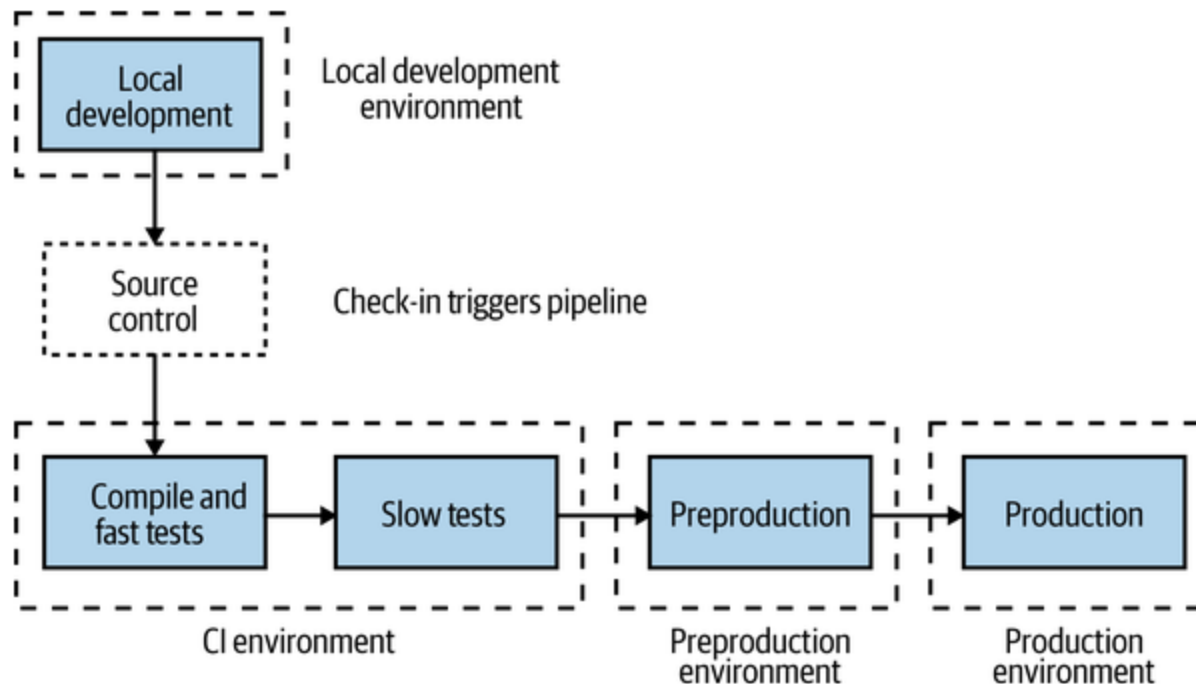 Local
development
Local development
environment
Source
control
Check-in triggers pipeline
Compile and
fast tests
Slow tests
Preproduction
Production
CI environment
Preproduction
environment
Production
environment